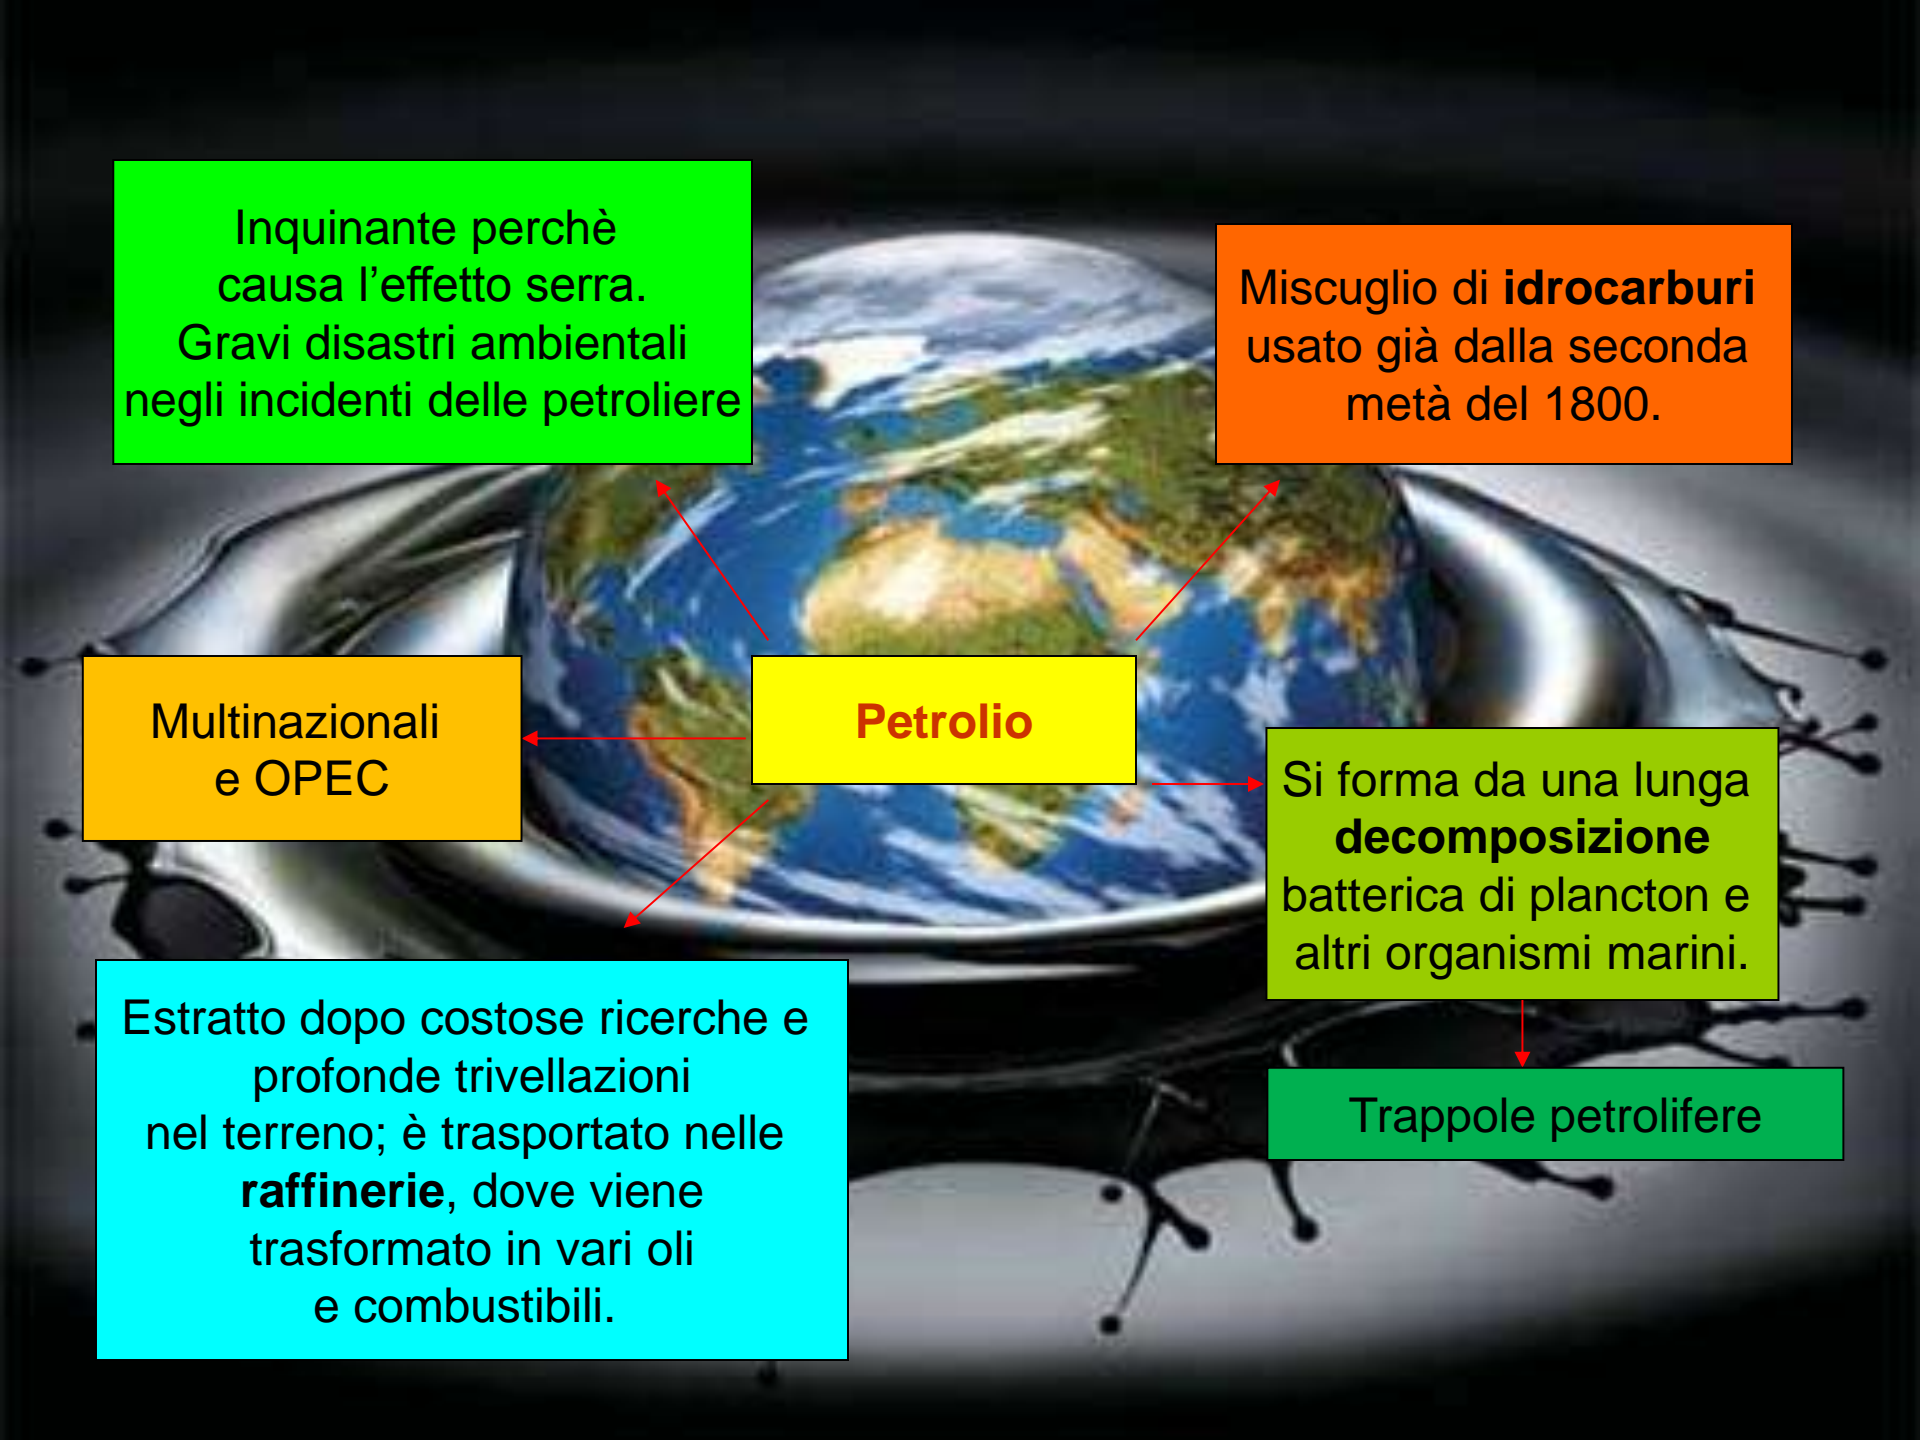 Inquinante perchè
causa l’effetto serra.
Gravi disastri ambientali
negli incidenti delle petroliere
Miscuglio di idrocarburi
usato già dalla seconda
metà del 1800.
Multinazionali
e OPEC
Petrolio
Si forma da una lunga
decomposizione
batterica di plancton e
altri organismi marini.
Estratto dopo costose ricerche e
profonde trivellazioni
nel terreno; è trasportato nelle
raffinerie, dove viene
trasformato in vari oli
e combustibili.
Trappole petrolifere